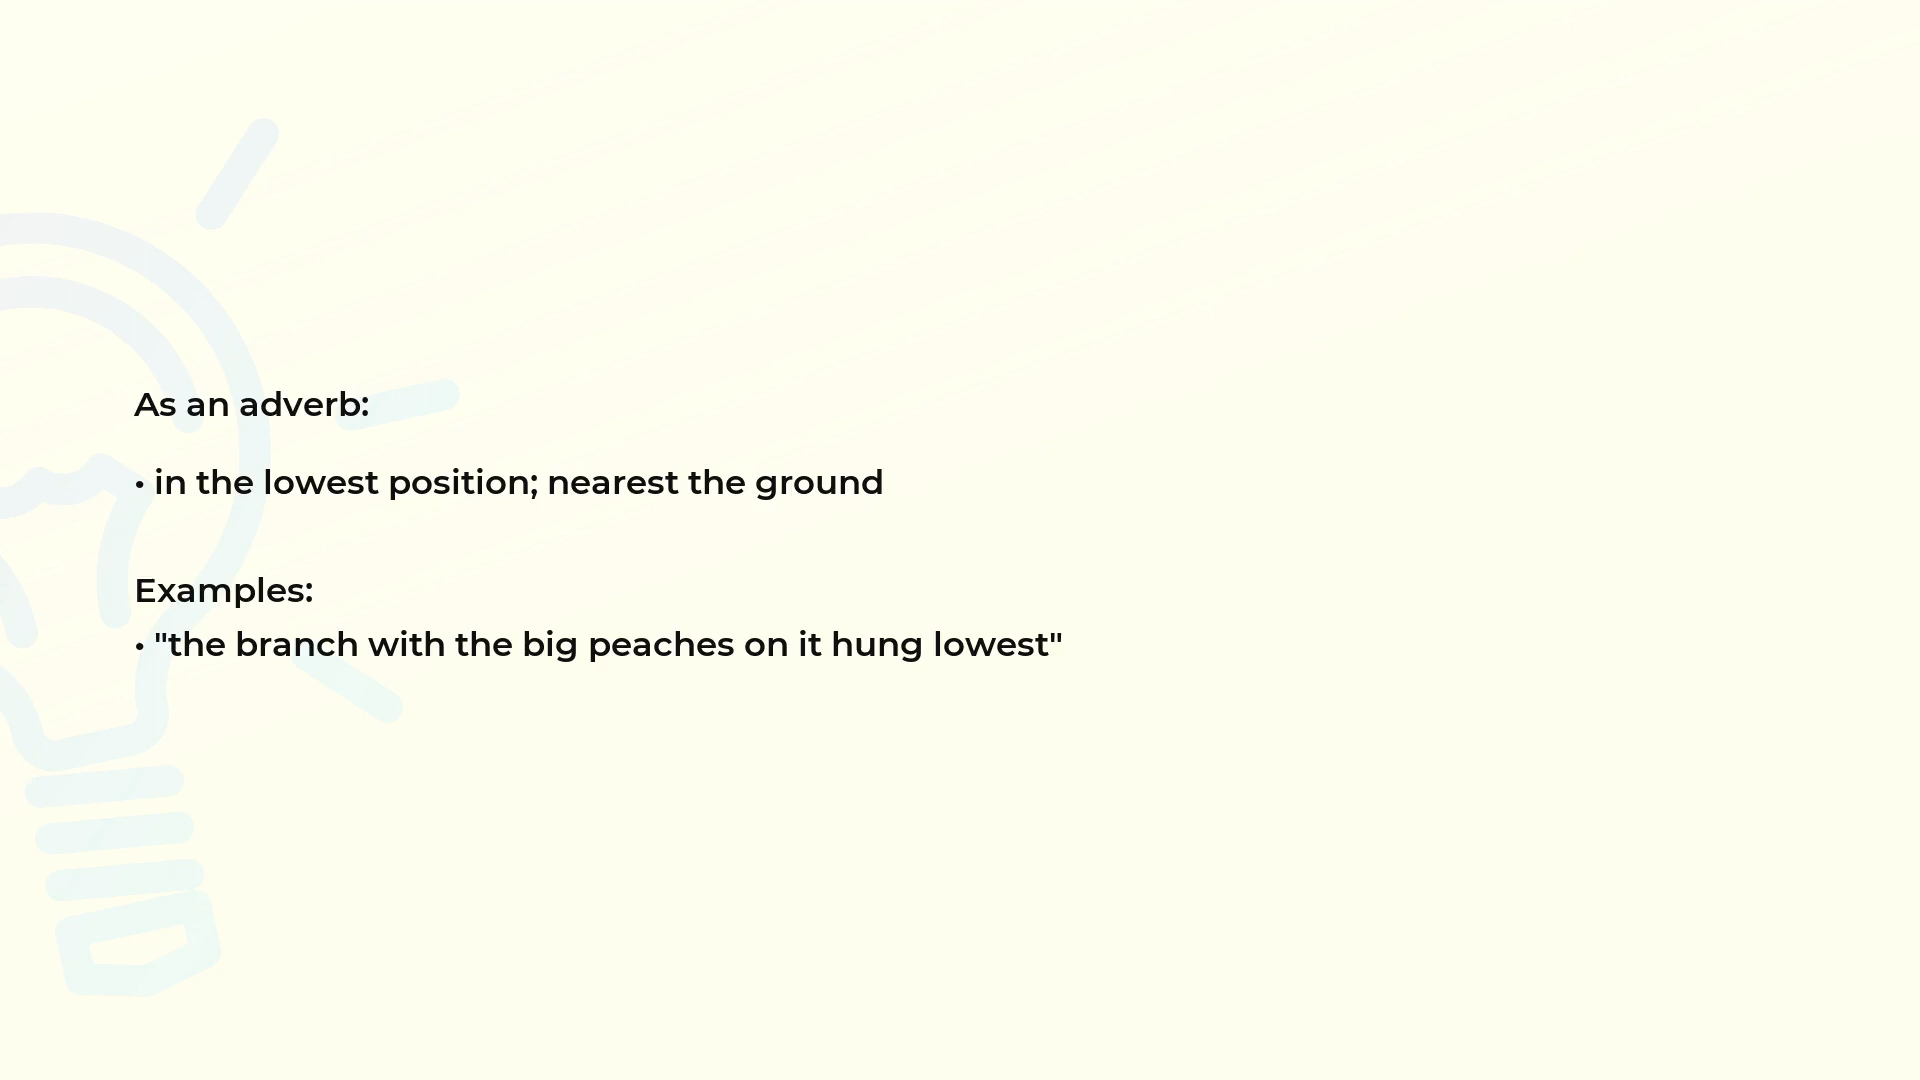 As an adverb:
• in the lowest position; nearest the ground
Examples:
• "the branch with the big peaches on it hung lowest"